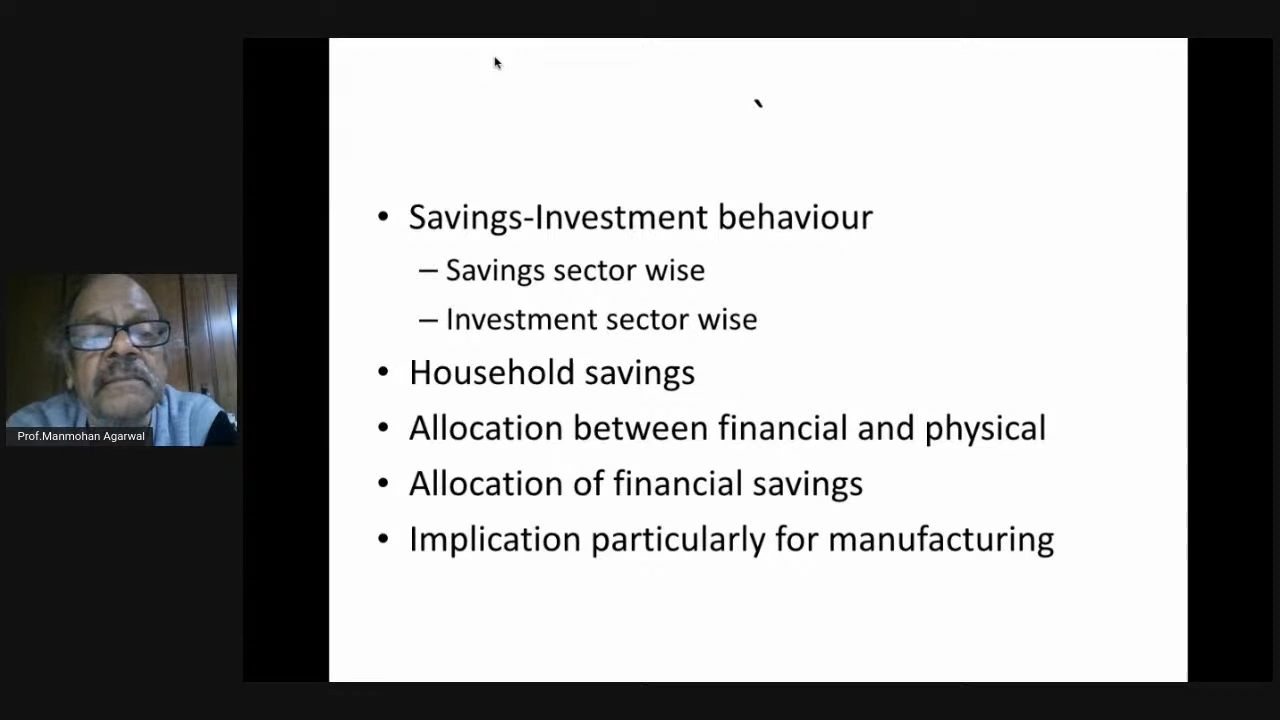 `
• Savings-Investment behaviour
– Savings sector wise
– Investment sector wise
• Household savings
• Allocation between financial and physical
• Allocation of financial savings
• Implication particularly for manufacturing
Prof.Manmohan Agarwal